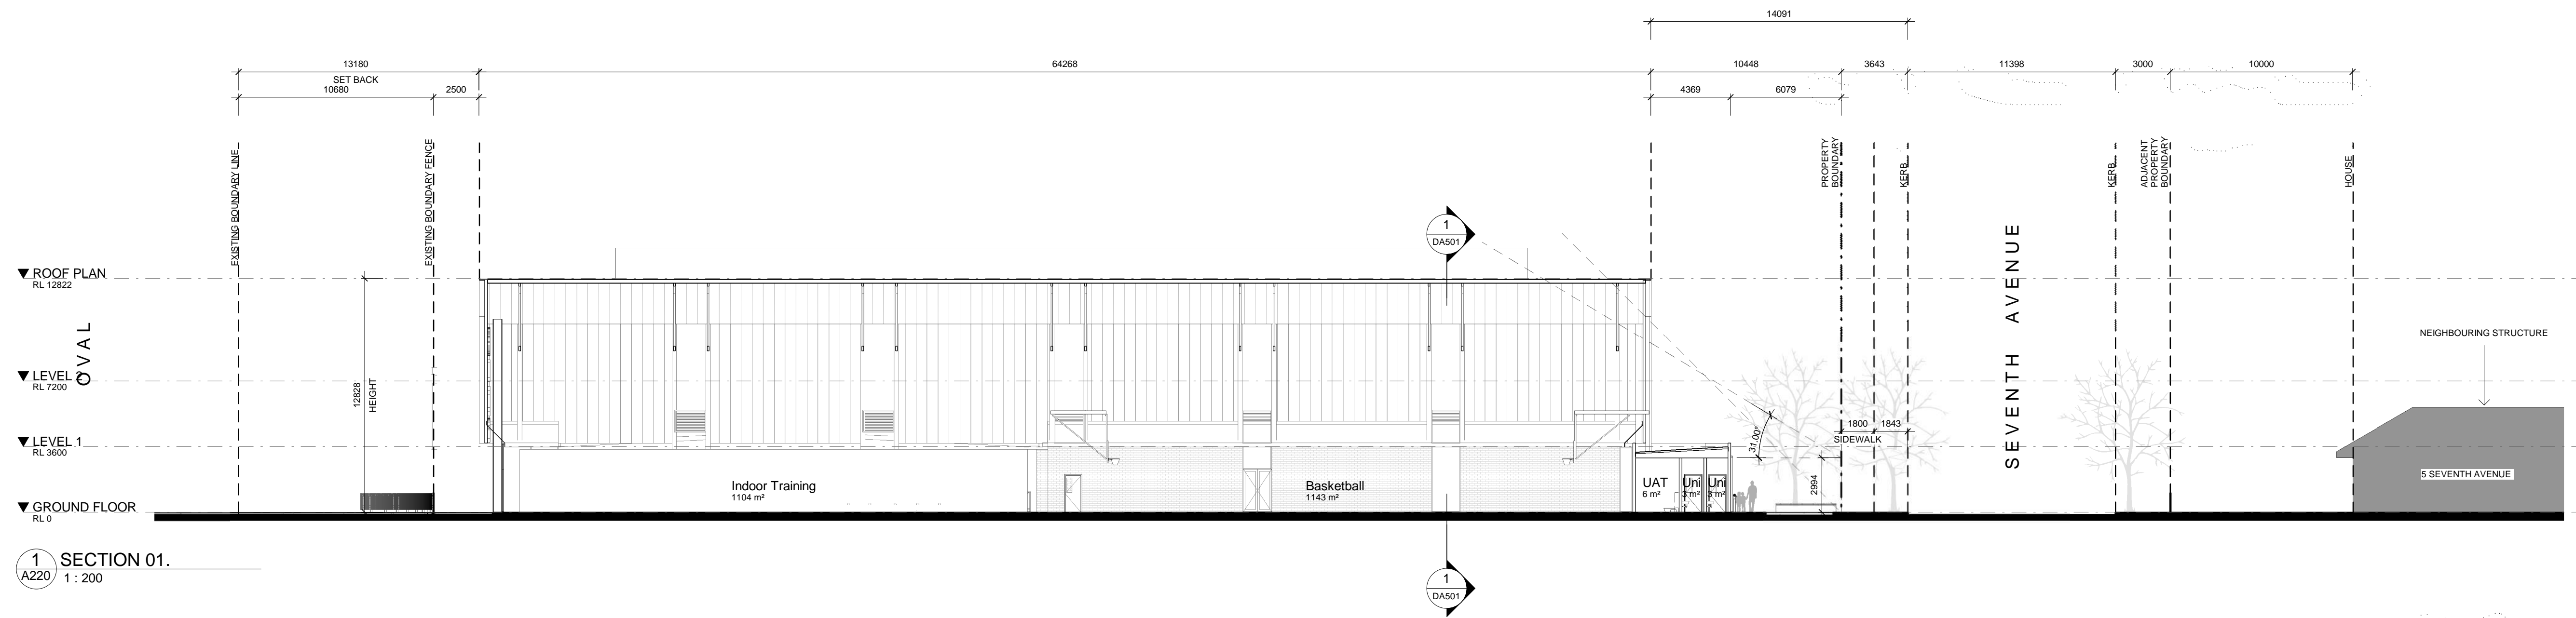 14091
13180
64268
10448
3643
11398
3000
10000
SET BACK
10680
2500
4369
6079
EXISTING BOUNDARY LINE
EXISTING BOUNDARY FENCE
PROPERTY
BOUNDARY
KERB
KERB
ADJACENT
PROPERTY
BOUNDARY
HOUSE
1
DA501
ROOF PLAN
RL 12822
OVAL
LEVEL 2
RL 7200
12828
HEIGHT
LEVEL 1
RL 3600
GROUND FLOOR
RL 0
Indoor Training
1104 m²
Basketball
1143 m²
UAT
6 m²
Uni
3 m²
Uni
3 m²
31.00°
1800
1843
SIDEWALK
2994
SEVENTH AVENUE
NEIGHBOURING STRUCTURE
5 SEVENTH AVENUE
1
A220
SECTION 01.
1 : 200
1
DA501